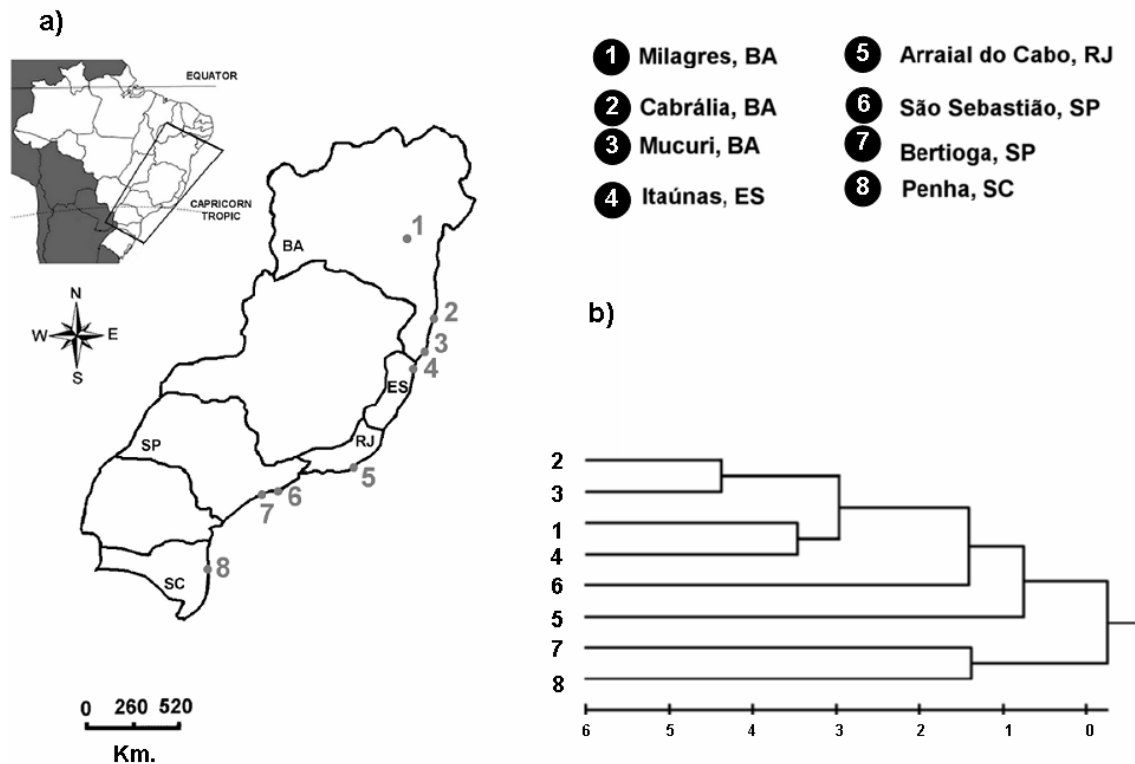 a)
EQUATOR
CAPRICORN
TROPIC
N
W E
S
BA
ES
RJ
SP
SC
1
2
3
4
5
6
7
8
0 260 520
Km.
1 Milagres, BA
2 Cabrália, BA
3 Mucuri, BA
4 Itaúnas, ES
5 Arraial do Cabo, RJ
6 São Sebastião, SP
7 Bertioga, SP
8 Penha, SC
b)
2
3
1
4
6
5
7
8
6 5 4 3 2 1 0